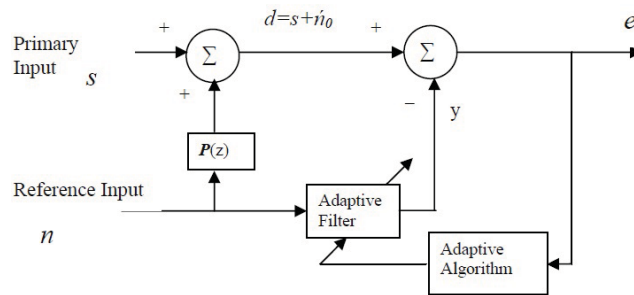 +
d=s+ń₀
+
e
Primary
Input
s
Σ
Σ
+
−
y
P(z)
Reference Input
n
Adaptive
Filter
Adaptive
Algorithm